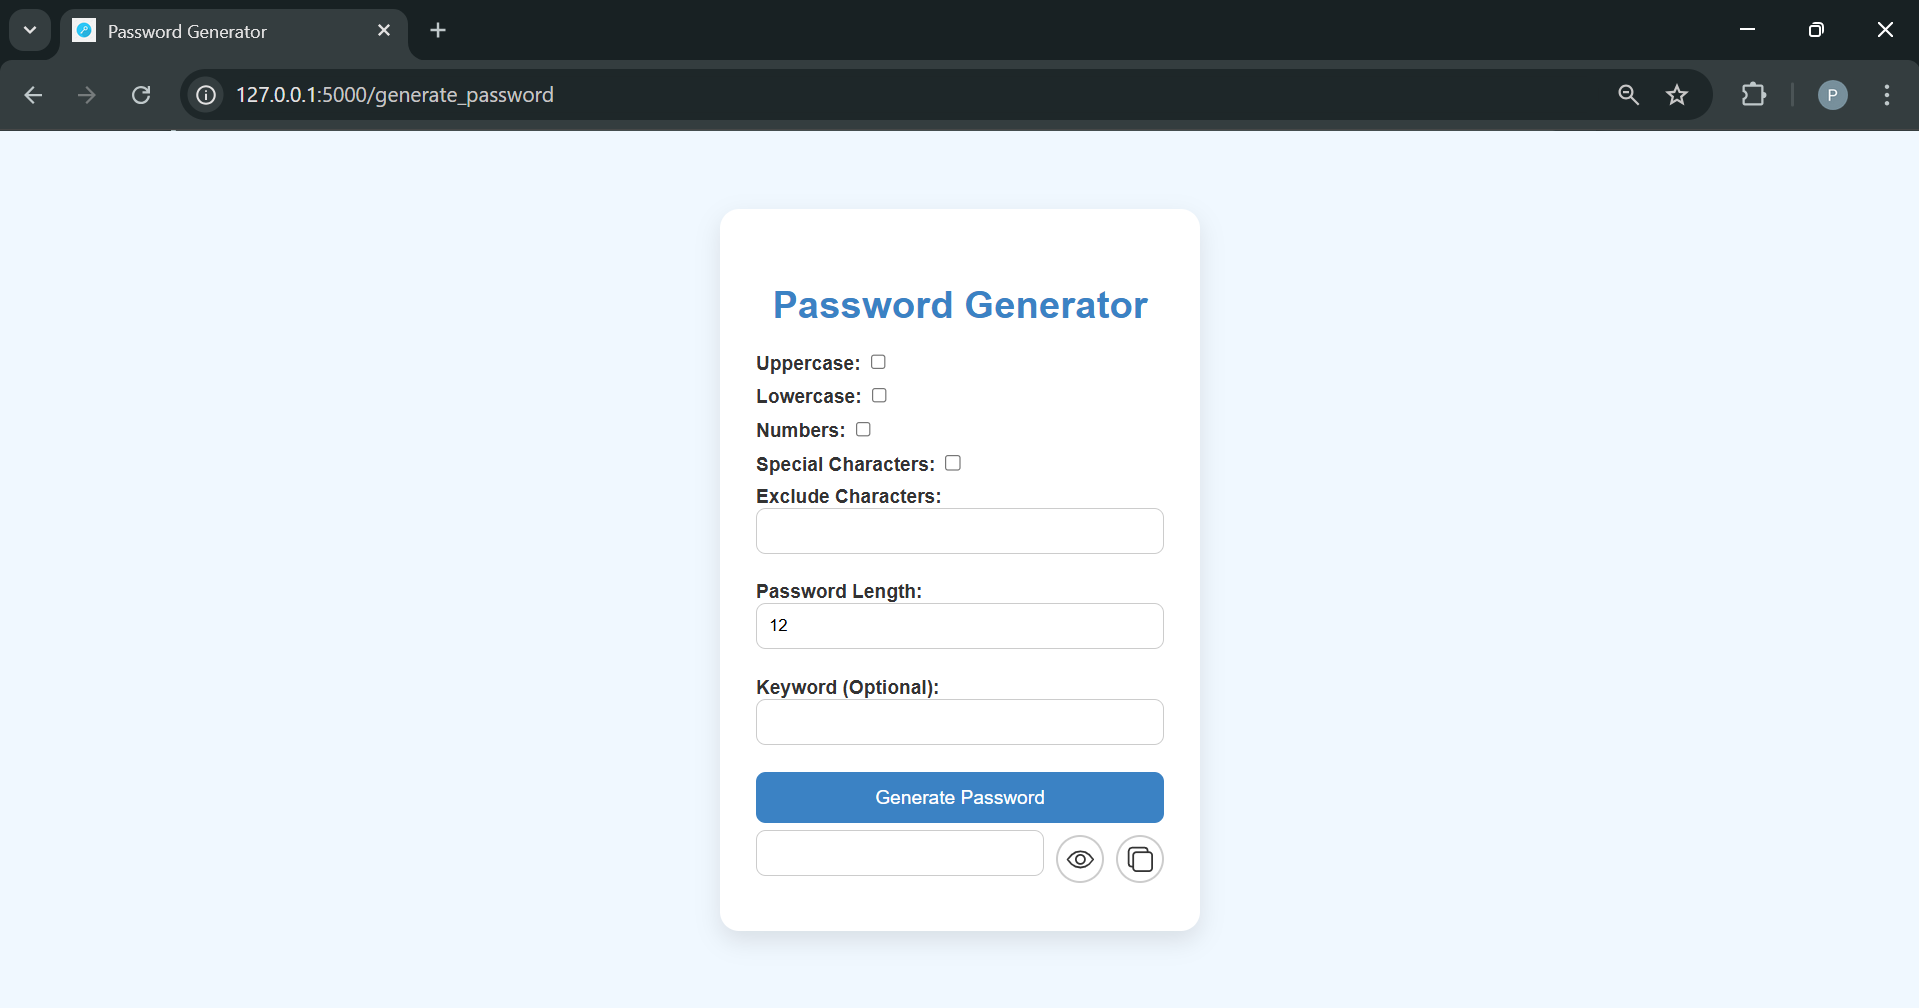 Password Generator
127.0.0.1:5000/generate_password
P
Password Generator
Uppercase:
Lowercase:
Numbers:
Special Characters:
Exclude Characters:
Password Length:
12
Keyword (Optional):
Generate Password